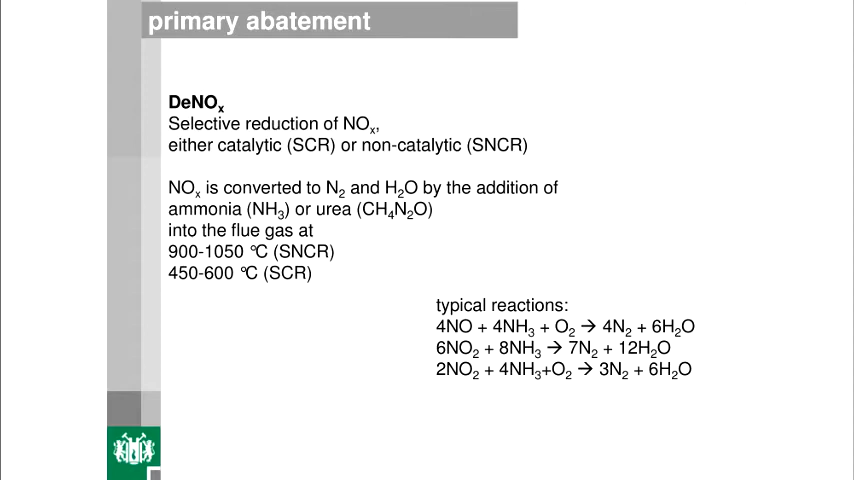 primary abatement
DeNOₓ
Selective reduction of NOₓ,
either catalytic (SCR) or non-catalytic (SNCR)
NOₓ is converted to N₂ and H₂O by the addition of
ammonia (NH₃) or urea (CH₄N₂O)
into the flue gas at
900-1050 °C (SNCR)
450-600 °C (SCR)
typical reactions:
4NO + 4NH₃ + O₂ → 4N₂ + 6H₂O
6NO₂ + 8NH₃ → 7N₂ + 12H₂O
2NO₂ + 4NH₃+O₂ → 3N₂ + 6H₂O